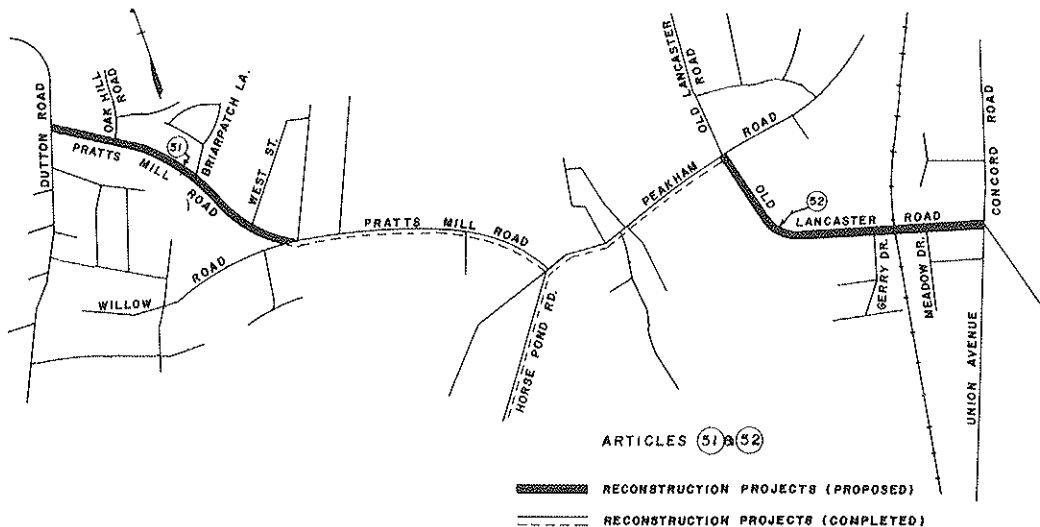 DUTTON ROAD
OAK HILL ROAD
BRIARPATCH LA.
51
PRATTS MILL ROAD
WEST ST.
WILLOW ROAD
PRATTS MILL ROAD
HORSE POND RD.
PEAKHAM ROAD
OLD LANCASTER ROAD
52
OLD LANCASTER ROAD
GERRY DR.
MEADOW DR.
CONCORD ROAD
UNION AVENUE
ARTICLES 51 & 52
RECONSTRUCTION PROJECTS (PROPOSED)
RECONSTRUCTION PROJECTS (COMPLETED)